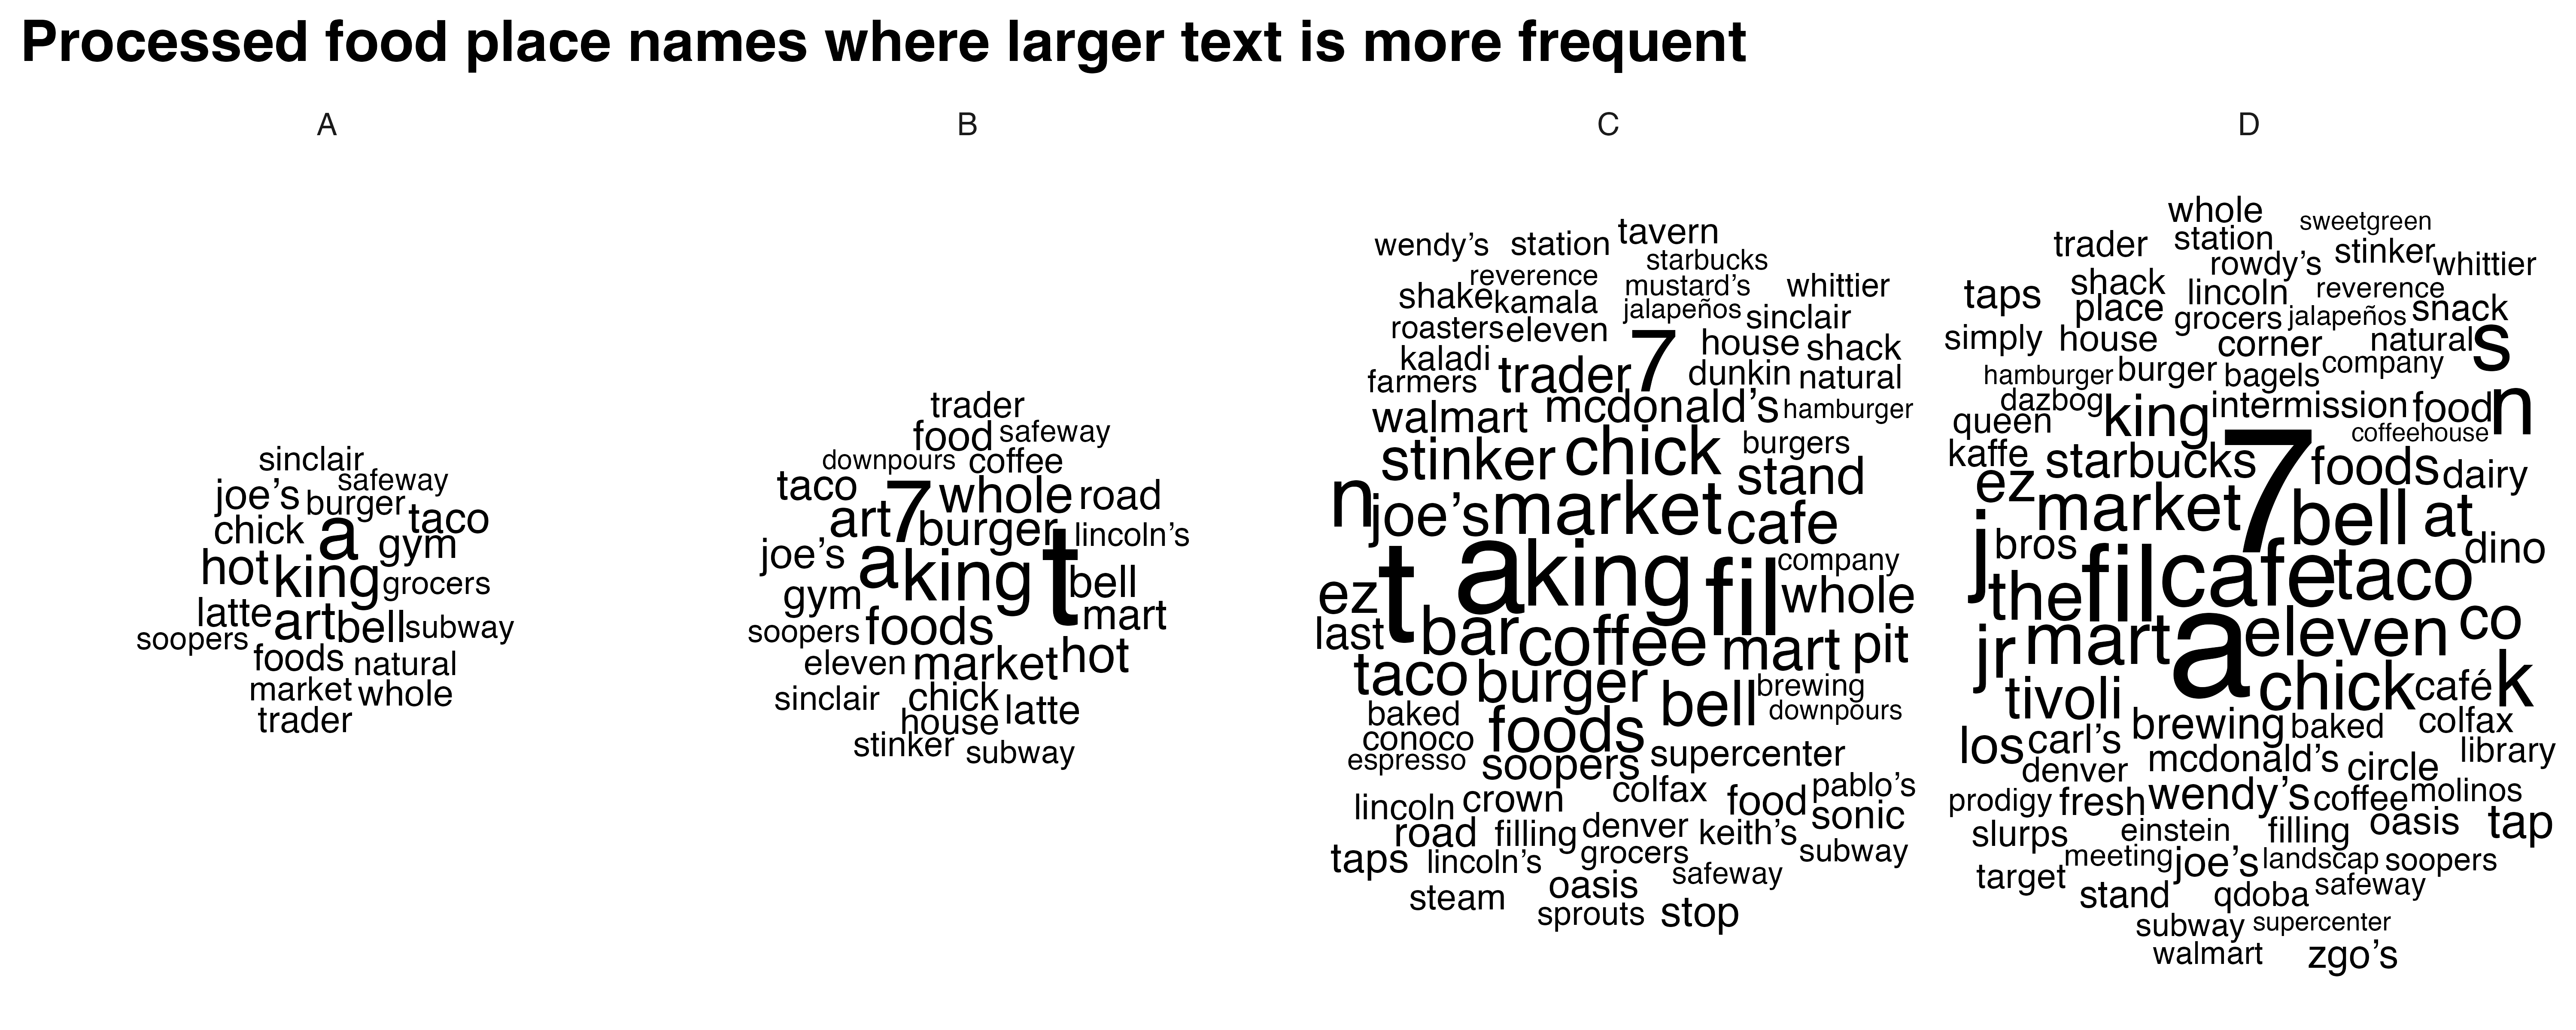 Processed food place names where larger text is more frequent
A
sinclair
safeway
joe's burger
chick a taco
gym
hot king grocers
latte art bell subway
soopers
foods natural
market whole
trader
B
trader
food safeway
downpours coffee
taco 7 whole road
art burger lincoln's
joe's a king t bell
gym mart
soopers foods
eleven market hot
sinclair chick latte
house
stinker subway
C
tavern
wendy's station
starbucks
reverence mustard's whittier
shake kamala jalapeños sinclair
roasters eleven 7 house shack
kaladi trader dunkin natural
farmers
walmart mcdonald's hamburger
stinker chick burgers
stand
n joe's market cafe
t a king fil company
ez whole
last bar coffee mart pit
taco burger bell brewing
downpours
baked foods
conoco
espresso soopers supercenter
lincoln crown colfax food pablo's
sonic
road filling denver keith's
taps lincoln's grocers subway
steam oasis safeway
sprouts stop
D
whole sweetgreen
trader station stinker
rowdy's whittier
taps shack lincoln reverence
place grocers jalapeños snack
simply house corner natural s
hamburger burger bagels company
dazbog king intermission food n
queen coffeehouse
kaffe starbucks 7 foods dairy
ez market bell at
j bros dino
the fil cafe taco
jr mart a eleven co
chick café k
tivoli
brewing baked colfax
los carl's library
denver mcdonald's circle
prodigy fresh wendy's coffee molinos
slurps einstein filling oasis tap
meeting joe's landscap soopers
target stand qdoba safeway
subway supercenter
walmart zgo's